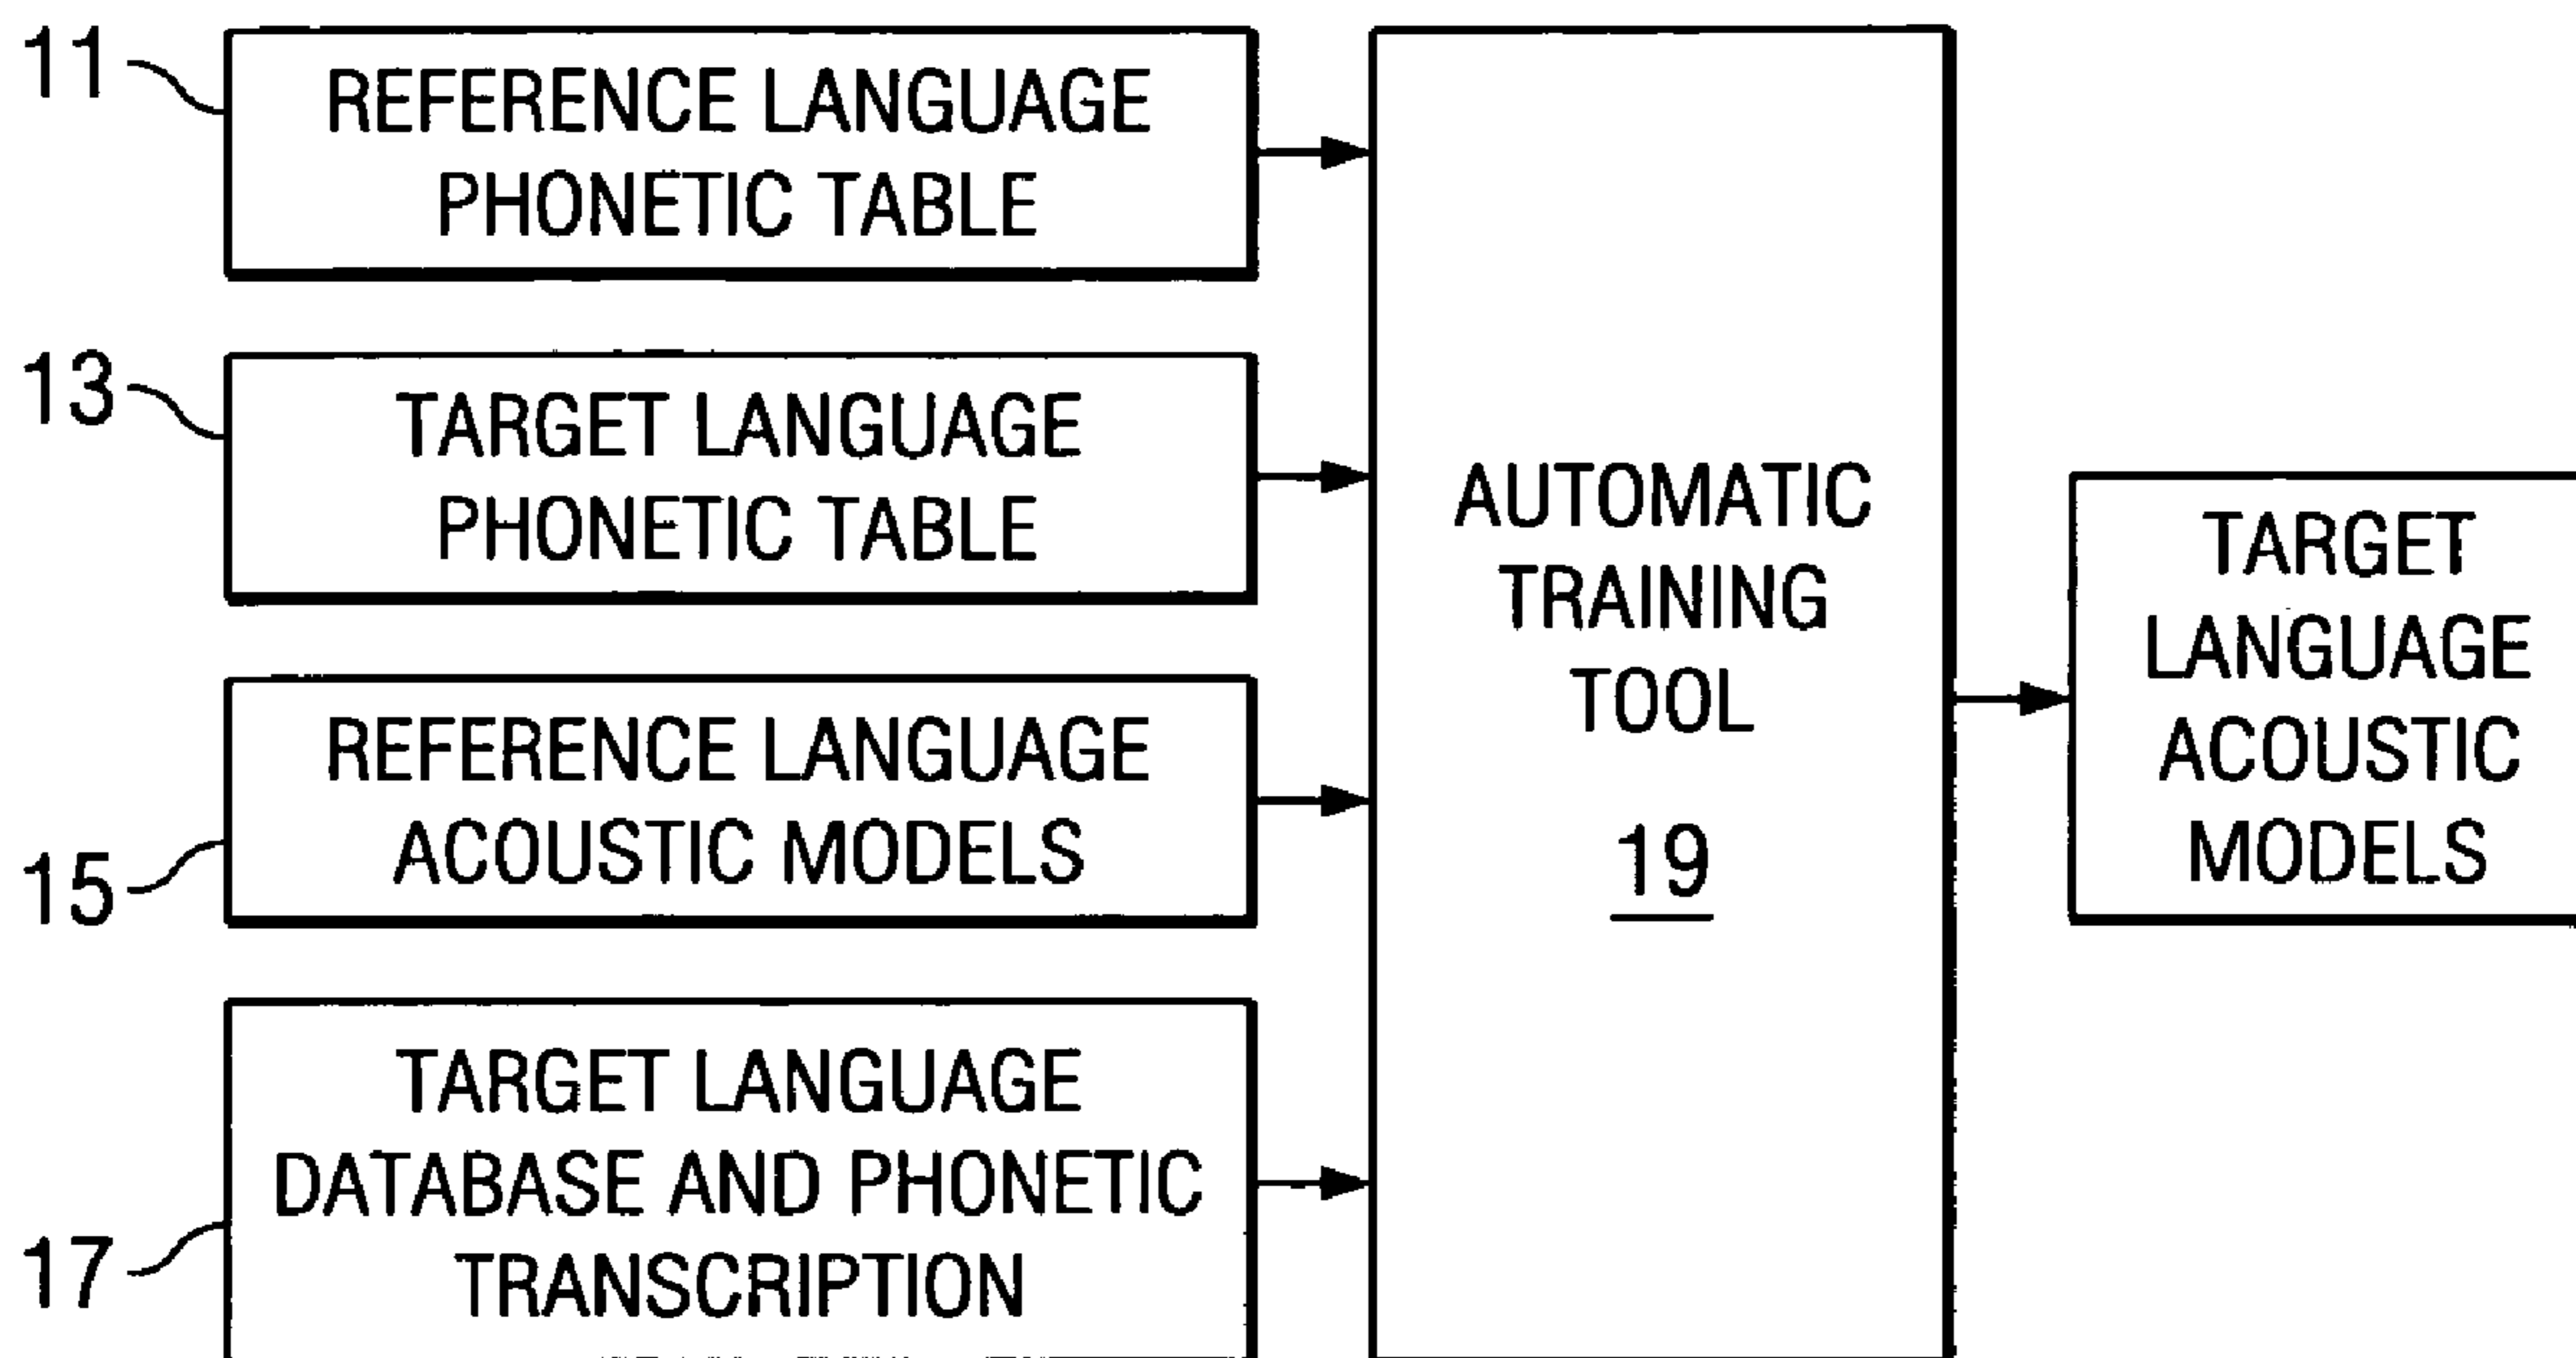 11
REFERENCE LANGUAGE
PHONETIC TABLE
13
TARGET LANGUAGE
PHONETIC TABLE
15
REFERENCE LANGUAGE
ACOUSTIC MODELS
17
TARGET LANGUAGE
DATABASE AND PHONETIC
TRANSCRIPTION
AUTOMATIC
TRAINING
TOOL
19
TARGET
LANGUAGE
ACOUSTIC
MODELS